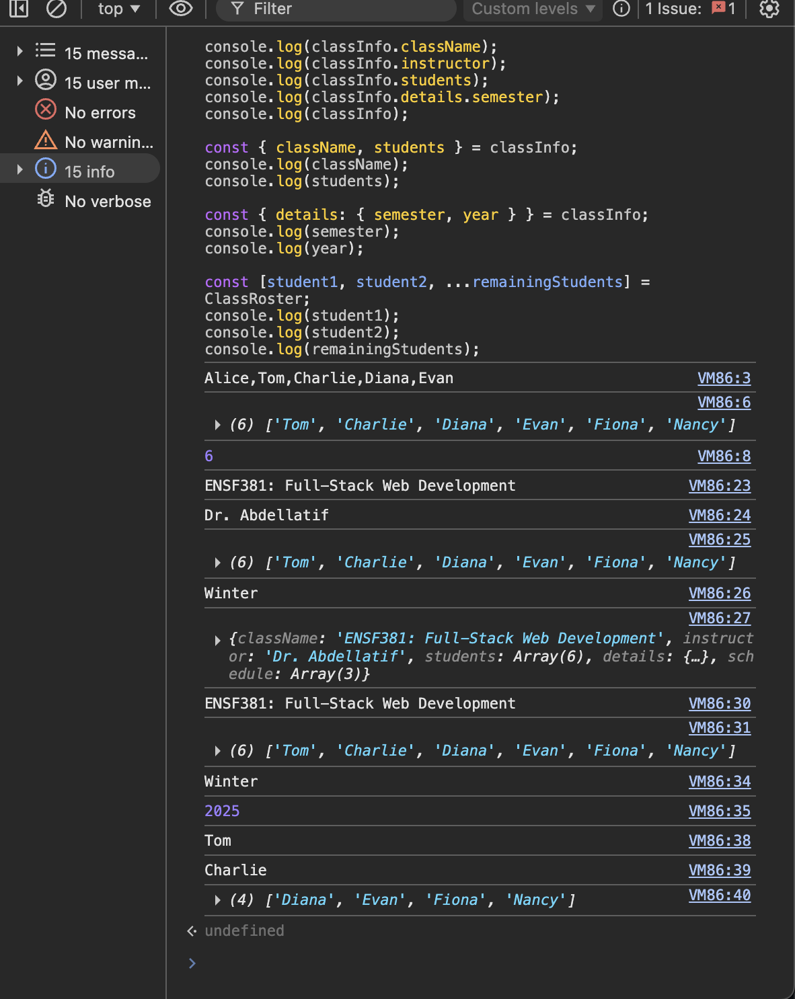 top ▼
Filter
Custom levels ▼
1 Issue: 1
15 messa...
15 user m...
No errors
No warnin...
15 info
No verbose
console.log(classInfo.className);
console.log(classInfo.instructor);
console.log(classInfo.students);
console.log(classInfo.details.semester);
console.log(classInfo);
const { className, students } = classInfo;
console.log(className);
console.log(students);
const { details: { semester, year } } = classInfo;
console.log(semester);
console.log(year);
const [student1, student2, ...remainingStudents] =
ClassRoster;
console.log(student1);
console.log(student2);
console.log(remainingStudents);
Alice,Tom,Charlie,Diana,Evan VM86:3
VM86:6
(6) ['Tom', 'Charlie', 'Diana', 'Evan', 'Fiona', 'Nancy']
6 VM86:8
ENSF381: Full-Stack Web Development VM86:23
Dr. Abdellatif VM86:24
VM86:25
(6) ['Tom', 'Charlie', 'Diana', 'Evan', 'Fiona', 'Nancy']
Winter VM86:26
VM86:27
{className: 'ENSF381: Full-Stack Web Development', instruct
or: 'Dr. Abdellatif', students: Array(6), details: {…}, sch
edule: Array(3)}
ENSF381: Full-Stack Web Development VM86:30
VM86:31
(6) ['Tom', 'Charlie', 'Diana', 'Evan', 'Fiona', 'Nancy']
Winter VM86:34
2025 VM86:35
Tom VM86:38
Charlie VM86:39
(4) ['Diana', 'Evan', 'Fiona', 'Nancy'] VM86:40
undefined